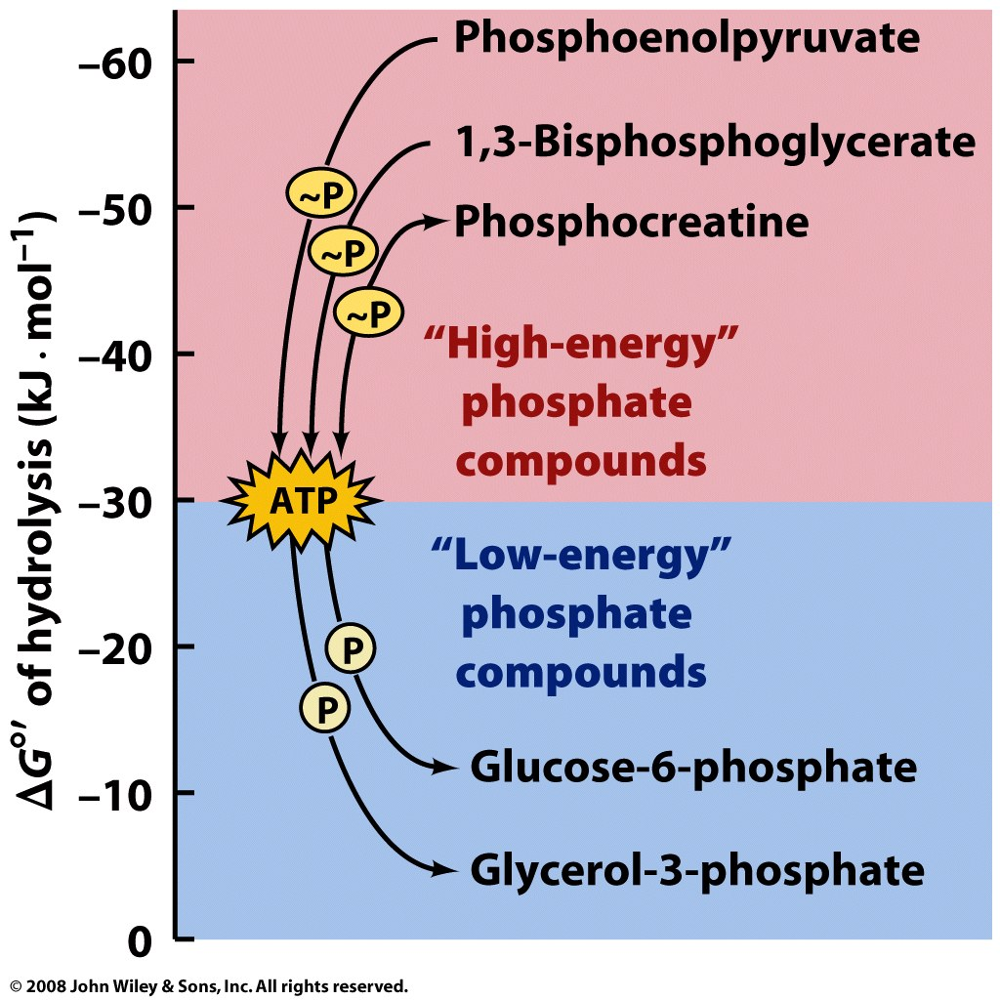 Phosphoenolpyruvate
–60
1,3-Bisphosphoglycerate
~P
–50
Phosphocreatine
~P
~P
“High-energy”
–40
phosphate
compounds
ΔG°′ of hydrolysis (kJ · mol⁻¹)
–30
ATP
“Low-energy”
phosphate
–20
P
compounds
P
Glucose-6-phosphate
–10
Glycerol-3-phosphate
0
© 2008 John Wiley & Sons, Inc. All rights reserved.